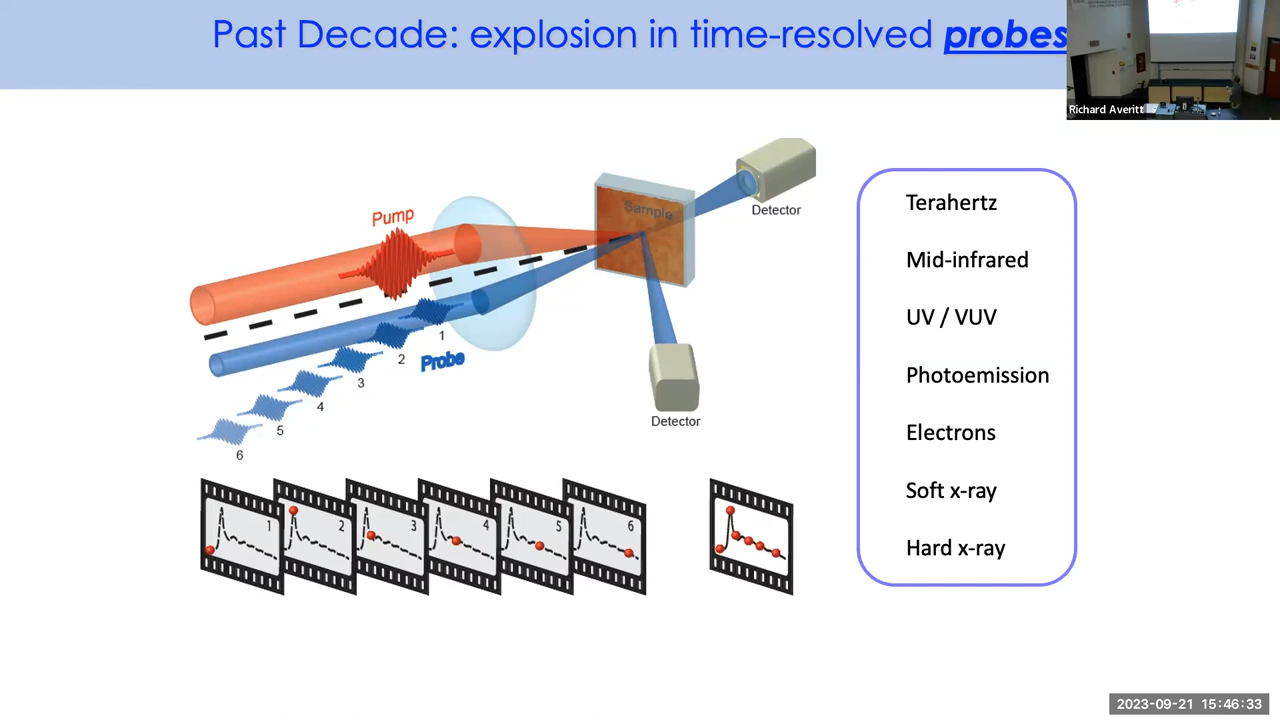 Past Decade: explosion in time-resolved probes
Richard Averitt
Pump
Sample
Detector
1
2
Probe
3
4
5
6
Detector
1
2
3
4
5
6
Terahertz
Mid-infrared
UV / VUV
Photoemission
Electrons
Soft x-ray
Hard x-ray
2023-09-21 15:46:33